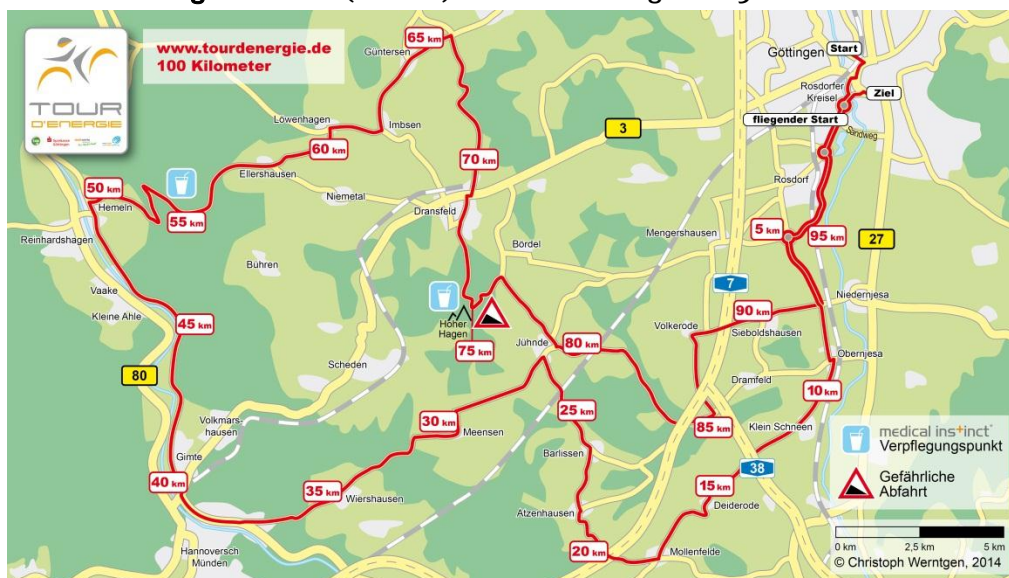 www.tourdenergie.de
100 Kilometer
TOUR
D'ENERGIE
65 km
Güntersen
Göttingen
Start
Rosdorfer
Kreisel
Ziel
fliegender Start
Sandweg
Löwenhagen
Imbsen
3
60 km
70 km
Rosdorf
Ellershausen
50 km
Hemeln
Niemetal
Dransfeld
55 km
Reinhardshagen
Mengershausen
5 km
95 km
27
Bördel
Bühren
7
Vaake
Kleine Ahle
90 km
Niedernjesa
45 km
Hoher
Hagen
Volkerode
Sieboldshausen
75 km
Jühnde
80 km
Obernjesa
80
Scheden
Dramfeld
10 km
30 km
25 km
Volkmars-
hausen
Meensen
85 km
Klein Schneen
medical ins+inct
Verpflegungspunkt
Gimte
Barlissen
38
40 km
35 km
15 km
Gefährliche
Abfahrt
Wiershausen
Deiderode
Atzenhausen
20 km
Mollenfelde
Hannoversch
Münden
0 km
2,5 km
5 km
© Christoph Werntgen, 2014